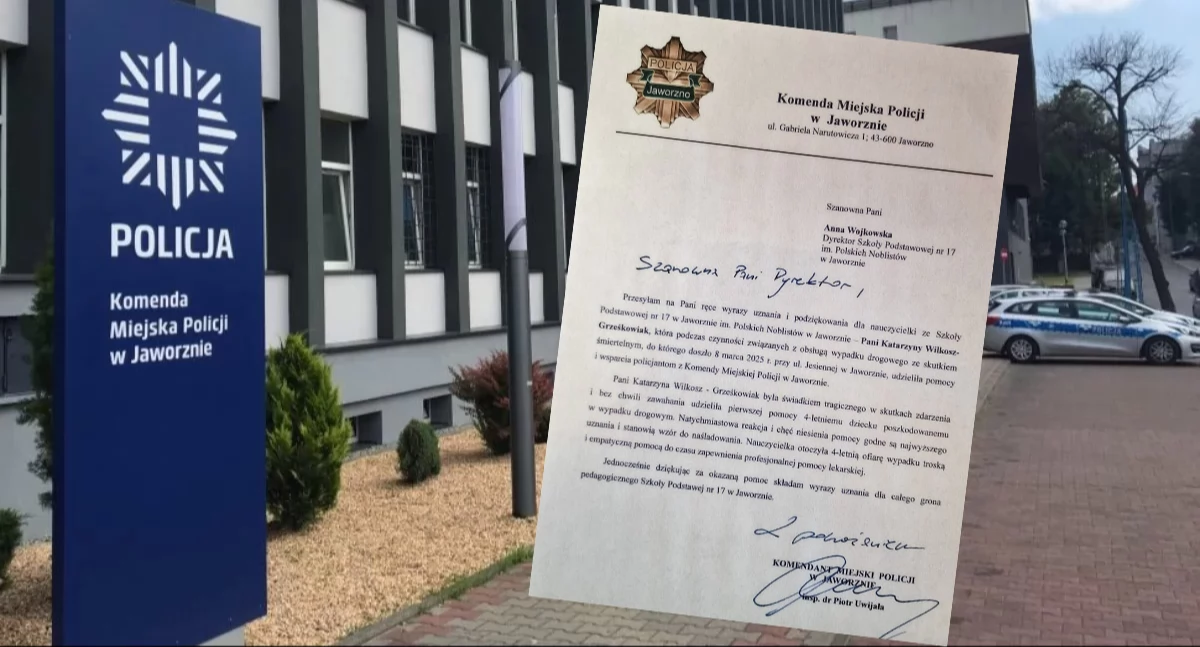 POLICJA
Komenda
Miejska Policji
w Jaworznie
POLICJA
Jaworzno
Komenda Miejska Policji
w Jaworznie
ul. Gabriela Narutowicza 1; 43-600 Jaworzno
Szanowna Pani
Anna Wojkowska
Dyrektor Szkoły Podstawowej nr 17
im. Polskich Noblistów
w Jaworznie
Szanowna Pani Dyrektor,
Przesyłam na Pani ręce wyrazy uznania i podziękowania dla nauczycielki ze Szkoły
Podstawowej nr 17 w Jaworznie im. Polskich Noblistów w Jaworznie – Pani Katarzyny Wilkosz-
Grześkowiak, która podczas czynności związanych z obsługą wypadku drogowego ze skutkiem
śmiertelnym, do którego doszło 8 marca 2025 r. przy ul. Jesiennej w Jaworznie, udzieliła pomocy
i wsparcia policjantom z Komendy Miejskiej Policji w Jaworznie.
Pani Katarzyna Wilkosz - Grześkowiak była świadkiem tragicznego w skutkach zdarzenia
i bez chwili zawahania udzieliła pierwszej pomocy 4-letniemu dziecku poszkodowanemu
w wypadku drogowym. Natychmiastowa reakcja i chęć niesienia pomocy godne są najwyższego
uznania i stanowią wzór do naśladowania. Nauczycielka otoczyła 4-letnią ofiarę wypadku troską
i empatyczną pomocą do czasu zapewnienia profesjonalnej pomocy lekarskiej.
Jednocześnie dziękując za okazaną pomoc składam wyrazy uznania dla całego grona
pedagogicznego Szkoły Podstawej nr 17 w Jaworznie.
Z poważaniem
KOMENDANT MIEJSKI POLICJI
W JAWORZNIE
insp. dr Piotr Uwijała
POLICJA